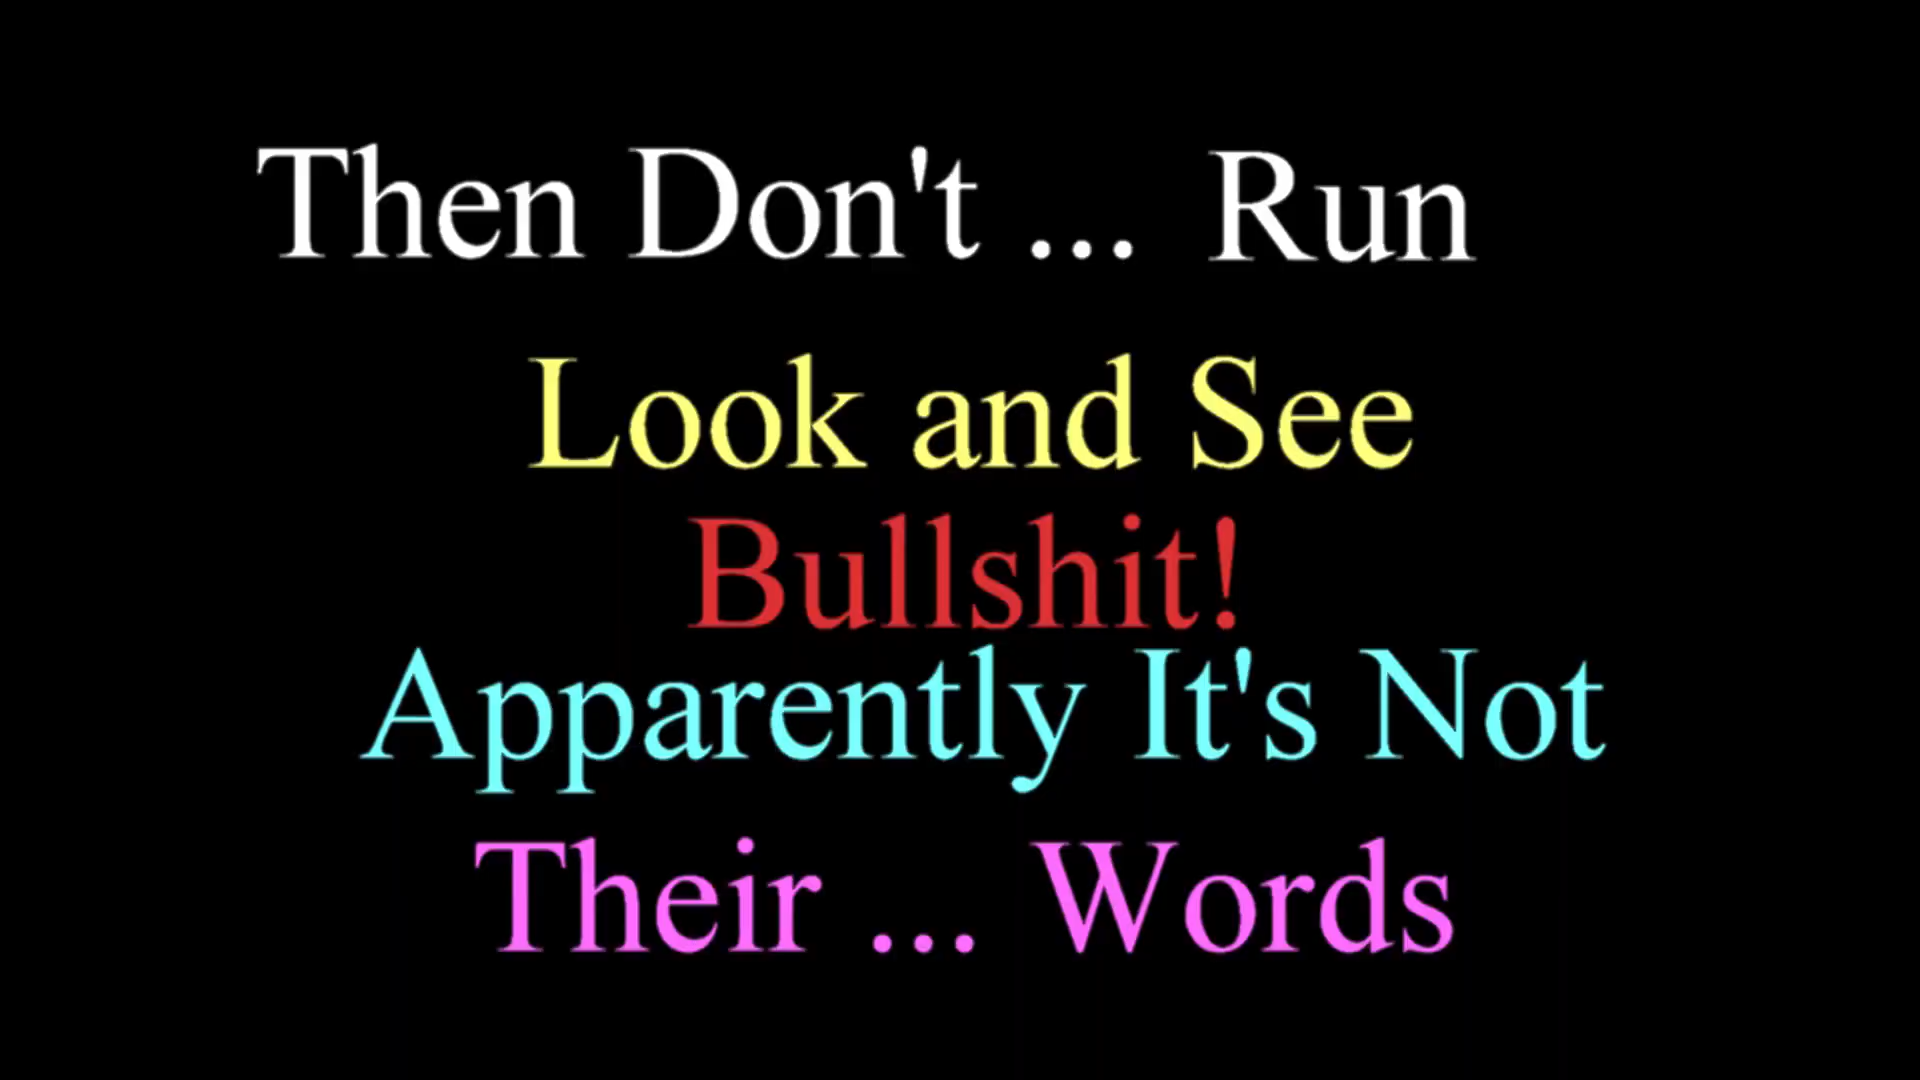 Then Don't ... Run
Look and See
Bullshit!
Apparently It's Not
Their ... Words